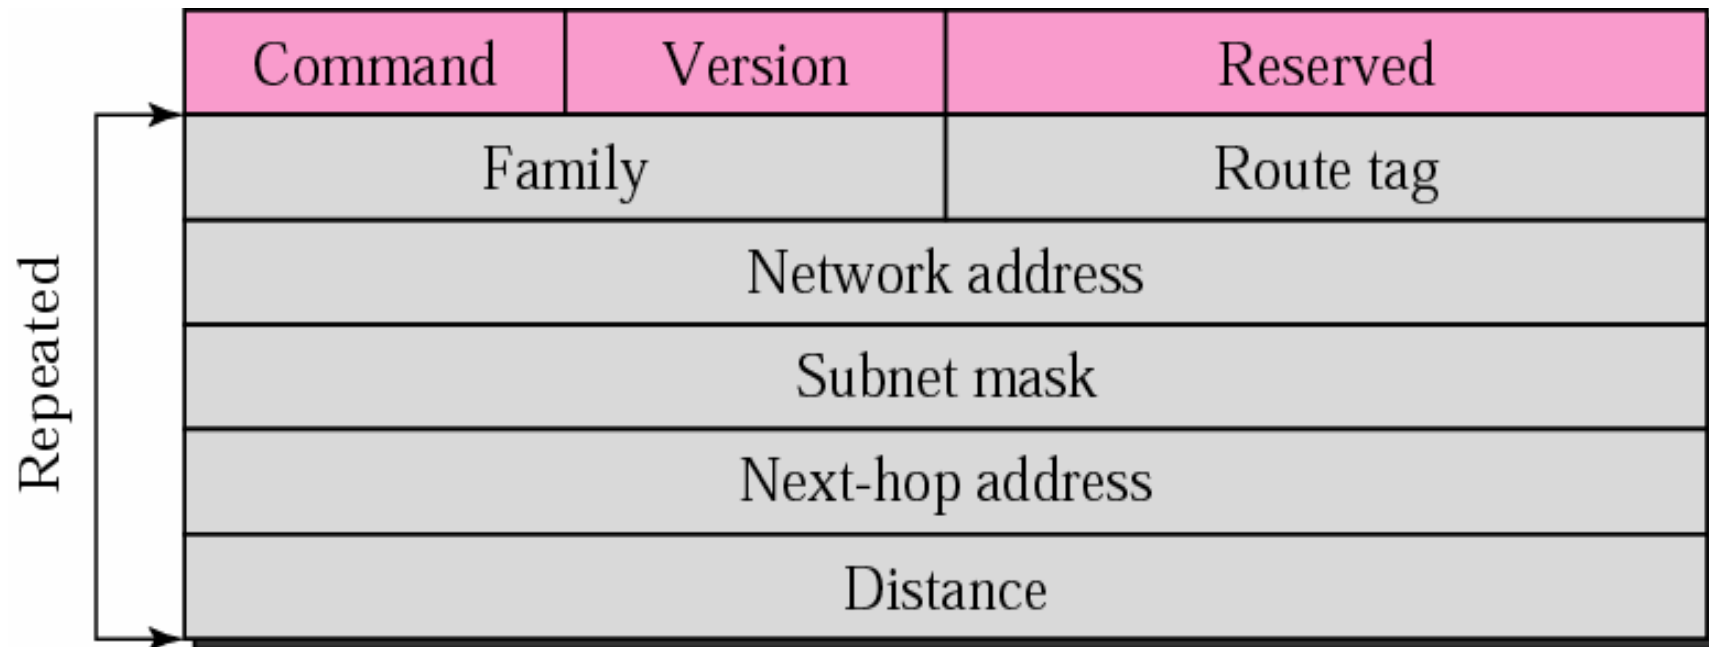 Command Version Reserved
Family Route tag
Network address
Subnet mask
Next-hop address
Distance
Repeated